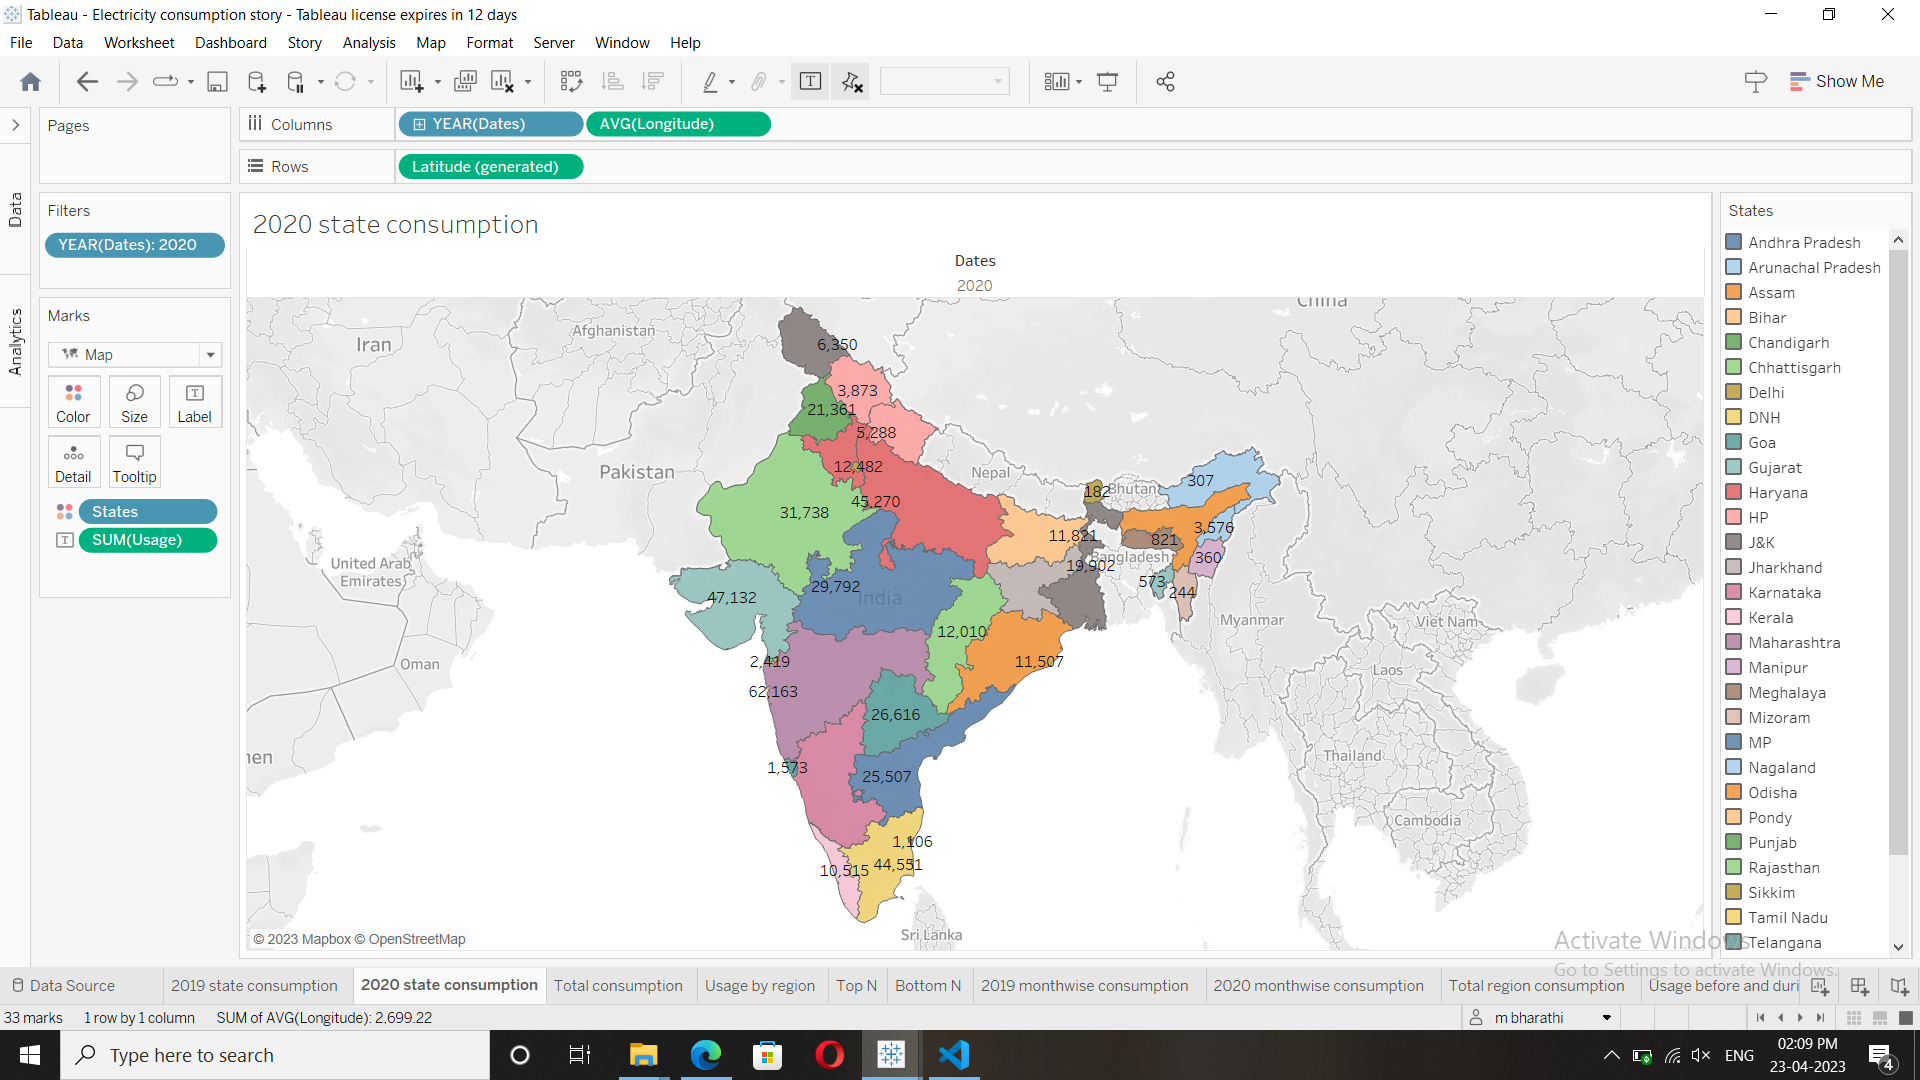 Tableau - Electricity consumption story - Tableau license expires in 12 days
File Data Worksheet Dashboard Story Analysis Map Format Server Window Help
Show Me
Pages
Columns
YEAR(Dates)
AVG(Longitude)
Rows
Latitude (generated)
Data
Analytics
Filters
YEAR(Dates): 2020
Marks
Map
Color
Size
Label
Detail
Tooltip
States
SUM(Usage)
2020 state consumption
Dates
2020
China
Afghanistan
Iran
6,350
3,873
21,361
5,288
Pakistan
12,482
Nepal
307
182
Bhutan
45,270
31,738
3,576
11,821
821
Bangladesh
360
19,902
United Arab
Emirates
573
29,792
India
47,132
244
Myanmar
Viet Nam
12,010
Oman
2,419
11,507
Laos
62,163
26,616
Thailand
1,573
25,507
Cambodia
1,106
10,515
44,551
Sri Lanka
© 2023 Mapbox © OpenStreetMap
States
Andhra Pradesh
Arunachal Pradesh
Assam
Bihar
Chandigarh
Chhattisgarh
Delhi
DNH
Goa
Gujarat
Haryana
HP
J&K
Jharkhand
Karnataka
Kerala
Maharashtra
Manipur
Meghalaya
Mizoram
MP
Nagaland
Odisha
Pondy
Punjab
Rajasthan
Sikkim
Tamil Nadu
Telangana
Activate Windows
Go to Settings to activate Windows.
Data Source
2019 state consumption
2020 state consumption
Total consumption
Usage by region
Top N
Bottom N
2019 monthwise consumption
2020 monthwise consumption
Total region consumption
Usage before and duri
33 marks
1 row by 1 column
SUM of AVG(Longitude): 2,699.22
m bharathi
Type here to search
ENG
02:09 PM
23-04-2023
4